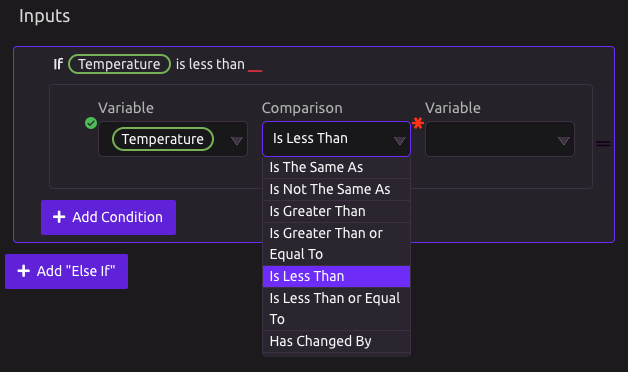 Inputs
If Temperature is less than __
Variable Comparison Variable
Temperature Is Less Than
Is The Same As
Is Not The Same As
Is Greater Than
Is Greater Than or
Equal To
Is Less Than
Is Less Than or Equal
To
Has Changed By
+ Add Condition
+ Add "Else If"